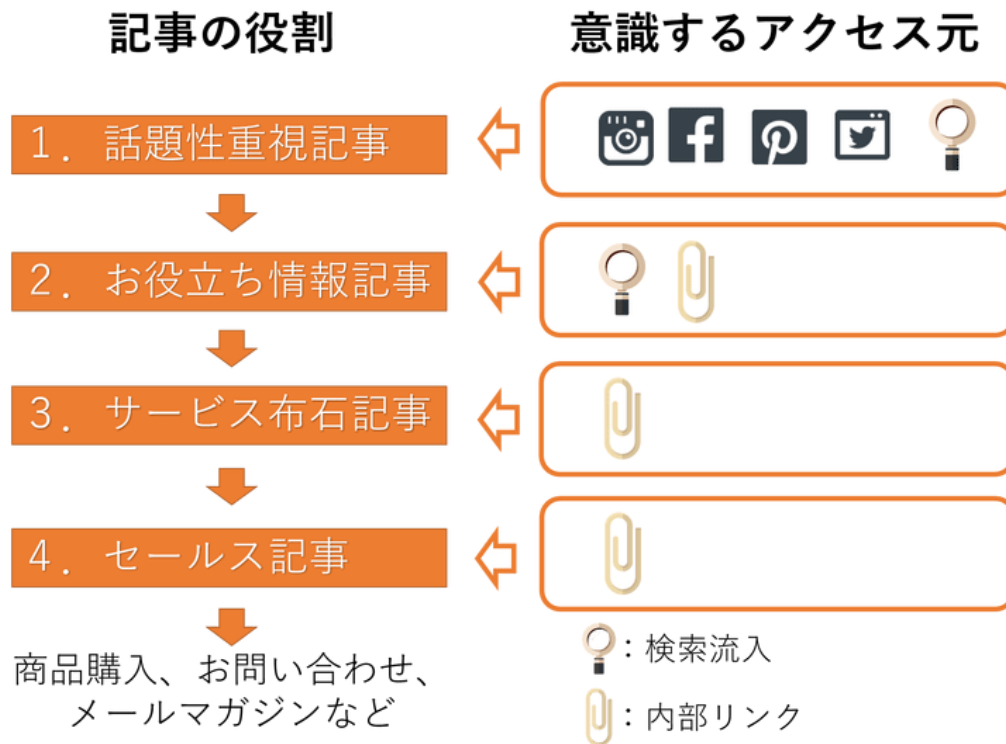 記事の役割
意識するアクセス元
1．話題性重視記事
2．お役立ち情報記事
3．サービス布石記事
4．セールス記事
商品購入、お問い合わせ、
メールマガジンなど
：検索流入
：内部リンク